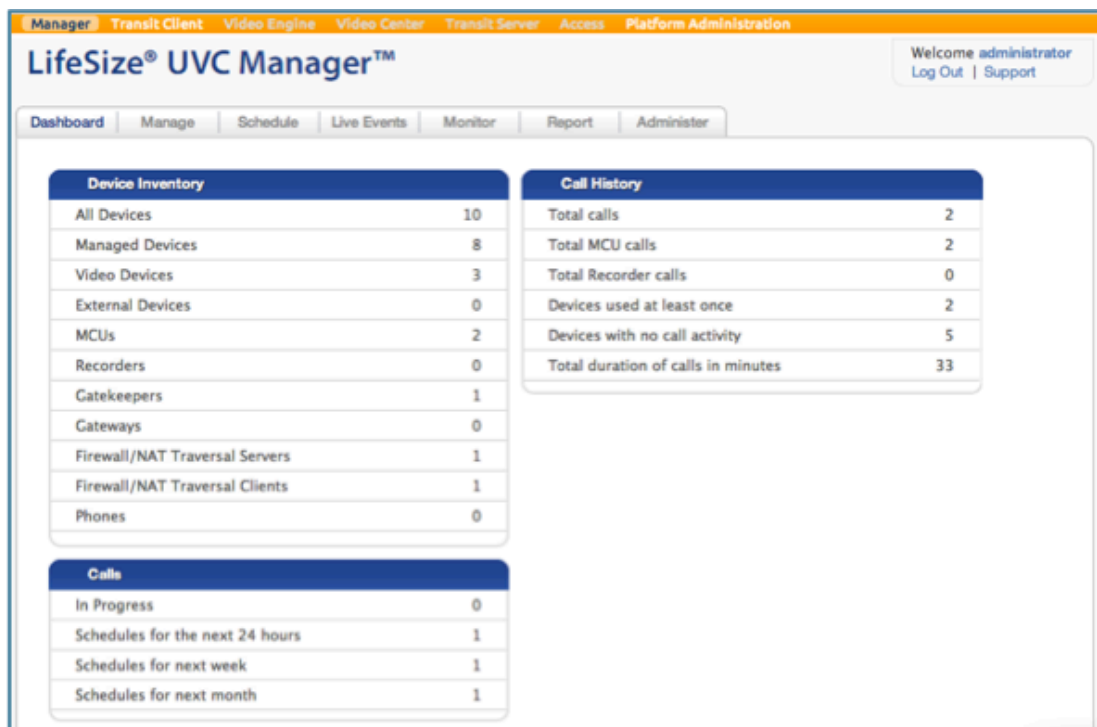 Manager Transit Client Video Engine Video Center Transit Server Access Platform Administration
LifeSize® UVC Manager™
Welcome administrator
Log Out | Support
Dashboard Manage Schedule Live Events Monitor Report Administer
Device Inventory
All Devices 10
Managed Devices 8
Video Devices 3
External Devices 0
MCUs 2
Recorders 0
Gatekeepers 1
Gateways 0
Firewall/NAT Traversal Servers 1
Firewall/NAT Traversal Clients 1
Phones 0
Call History
Total calls 2
Total MCU calls 2
Total Recorder calls 0
Devices used at least once 2
Devices with no call activity 5
Total duration of calls in minutes 33
Calls
In Progress 0
Schedules for the next 24 hours 1
Schedules for next week 1
Schedules for next month 1